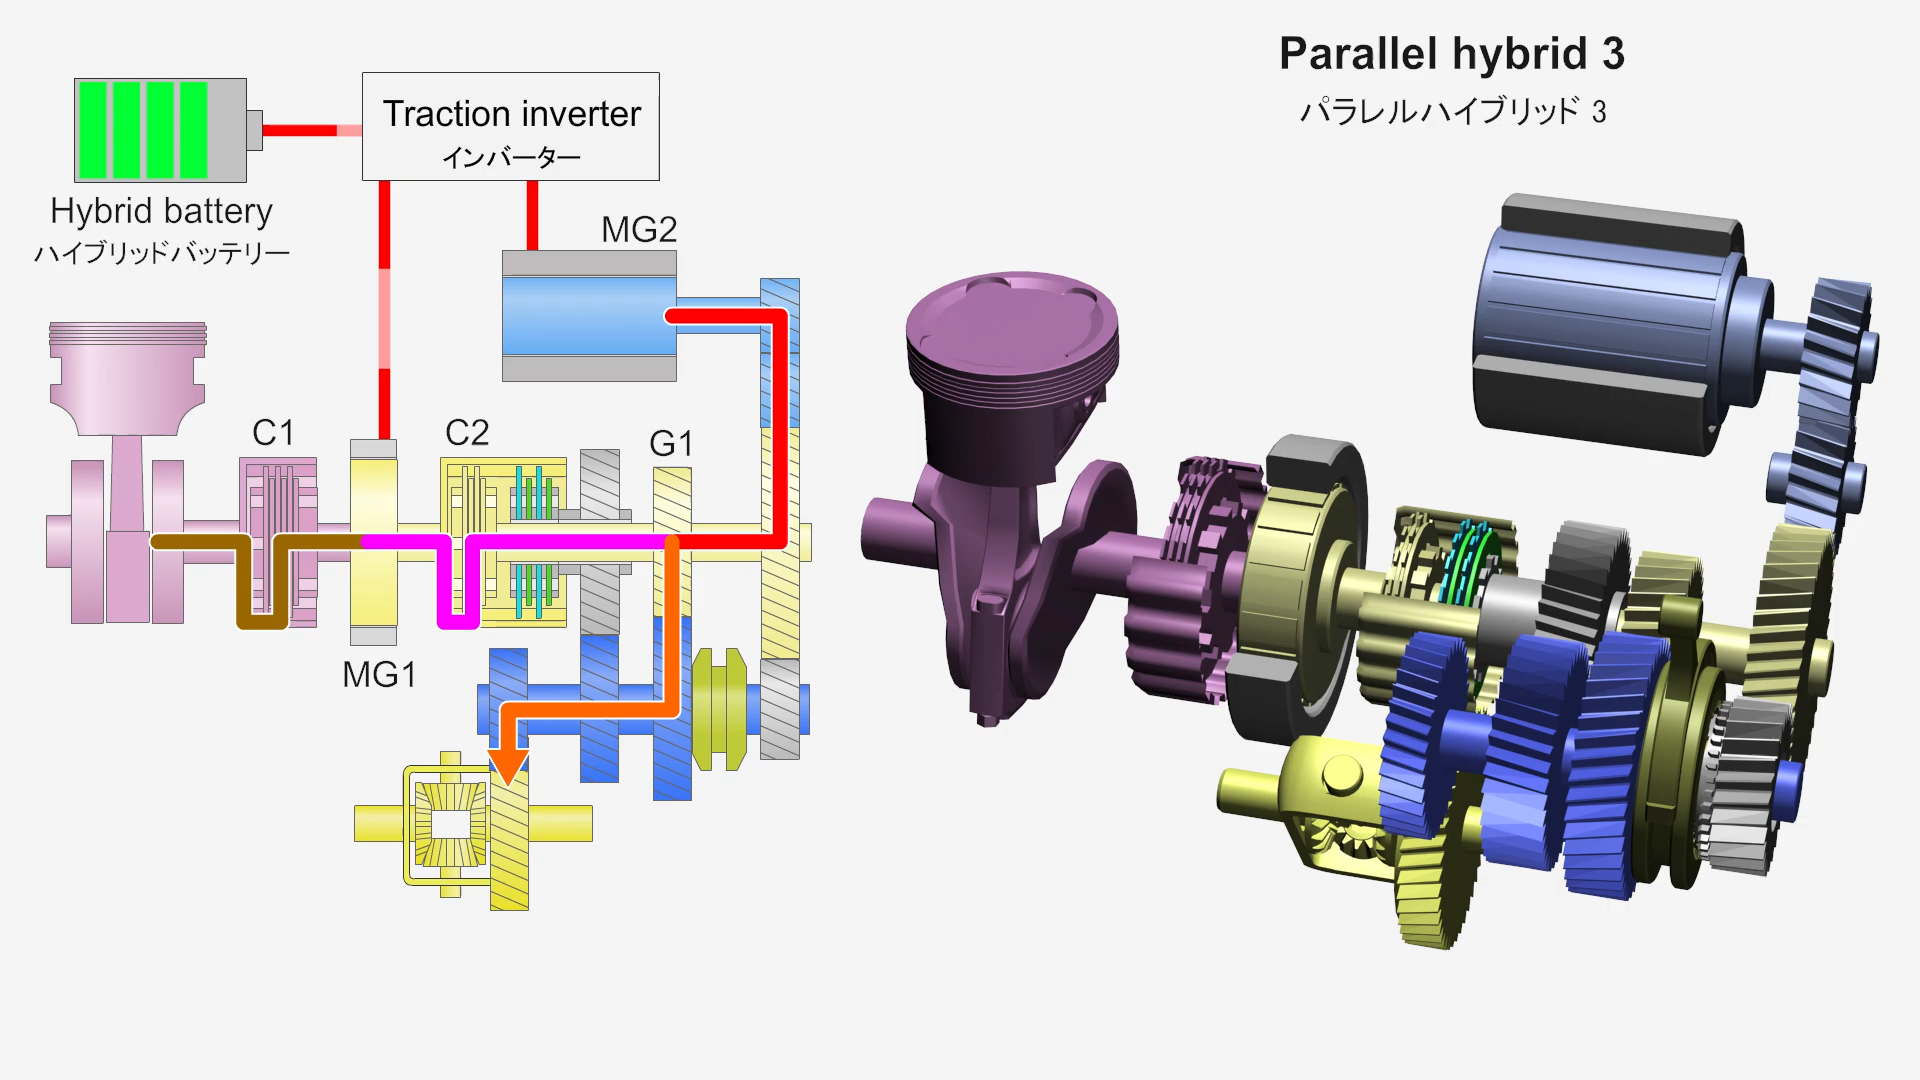 Parallel hybrid 3
パラレルハイブリッド 3
Traction inverter
インバーター
Hybrid battery
ハイブリッドバッテリー
MG2
C1
C2
G1
MG1